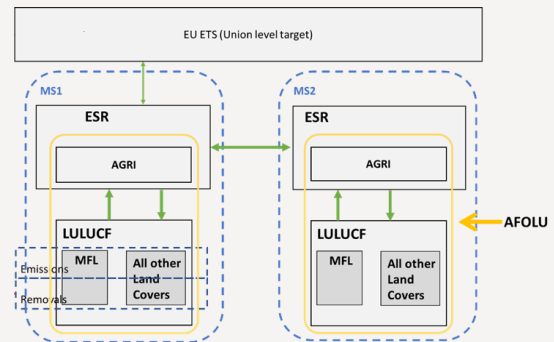 EU ETS (Union level target)
MS1
MS2
ESR
ESR
AGRI
AGRI
AFOLU
LULUCF
LULUCF
MFL
All other
Land
Covers
MFL
All other
Land
Covers
Emissions
Removals